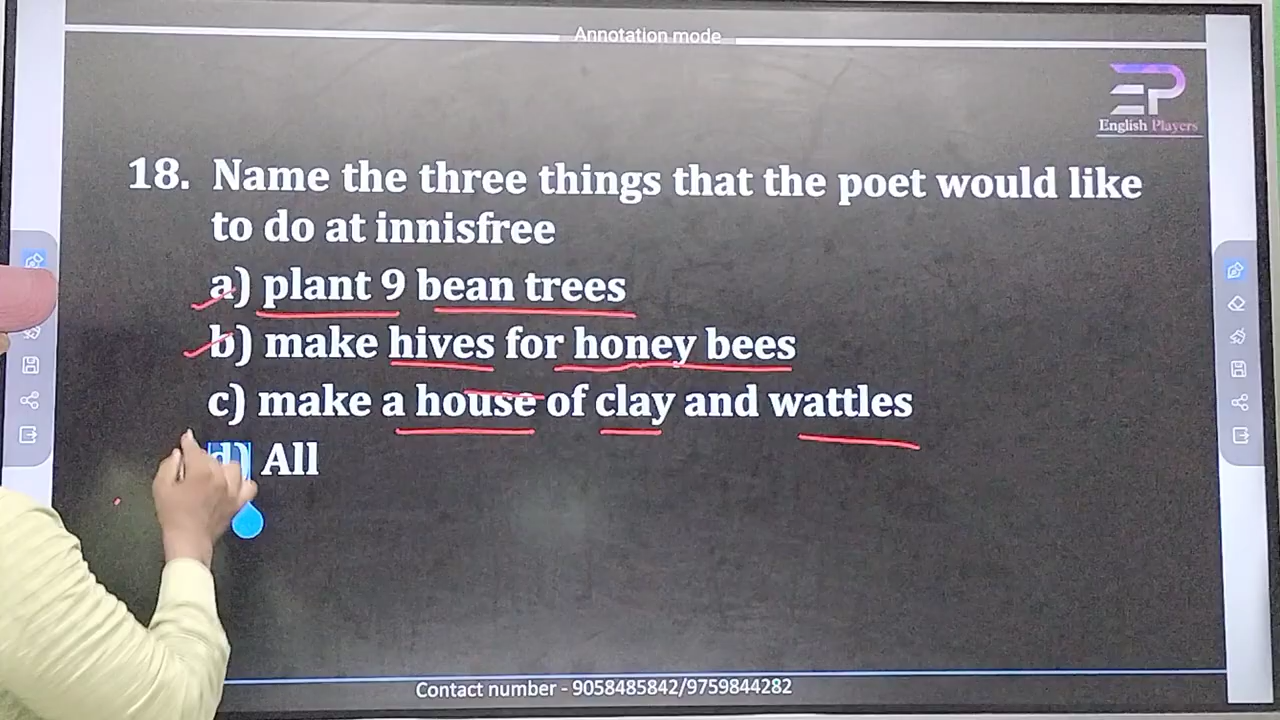 Annotation mode
EP
English Players
18. Name the three things that the poet would like
to do at innisfree
a) plant 9 bean trees
b) make hives for honey bees
c) make a house of clay and wattles
d) All
Contact number - 9058485842/9759844282